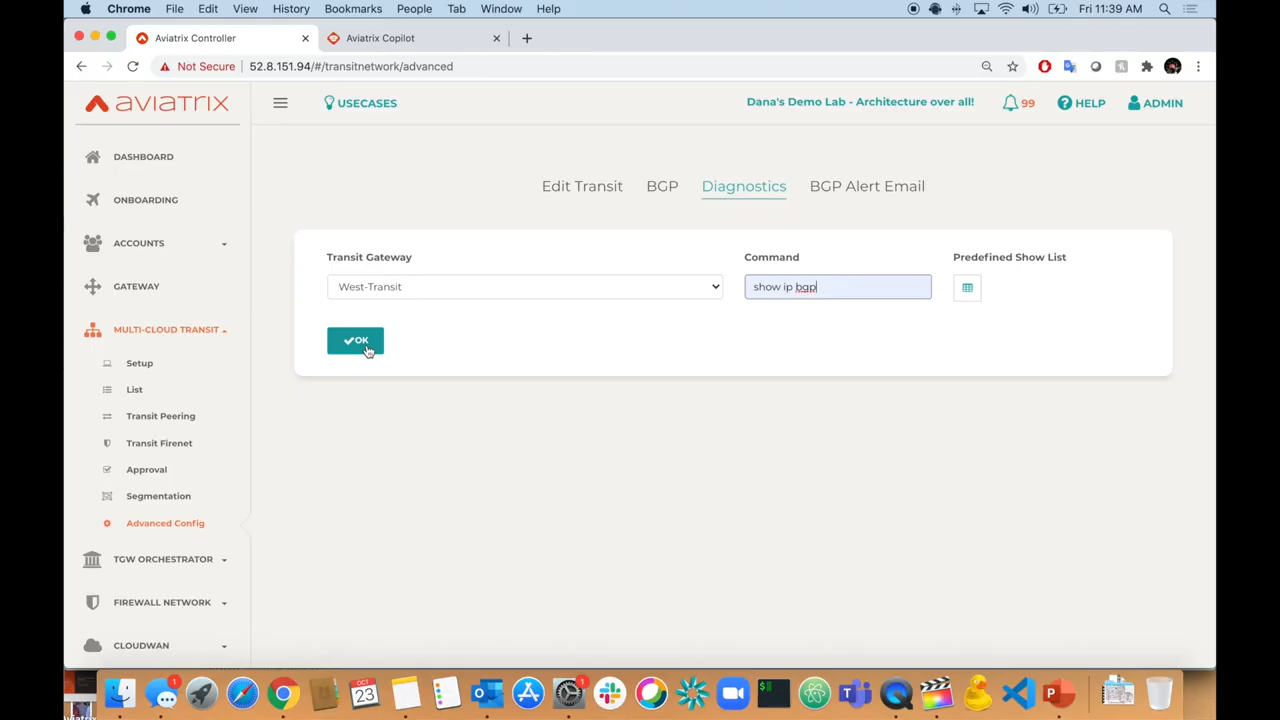 Chrome File Edit View History Bookmarks People Tab Window Help Fri 11:39 AM
Aviatrix Controller Aviatrix Copilot
Not Secure 52.8.151.94/#/transitnetwork/advanced
aviatrix USECASES Dana's Demo Lab - Architecture over all! 99 HELP ADMIN
DASHBOARD
ONBOARDING
ACCOUNTS
GATEWAY
MULTI-CLOUD TRANSIT
Setup
List
Transit Peering
Transit Firenet
Approval
Segmentation
Advanced Config
TGW ORCHESTRATOR
FIREWALL NETWORK
CLOUDWAN
Edit Transit BGP Diagnostics BGP Alert Email
Transit Gateway Command Predefined Show List
West-Transit show ip bgp
OK
1 OCT 23 1